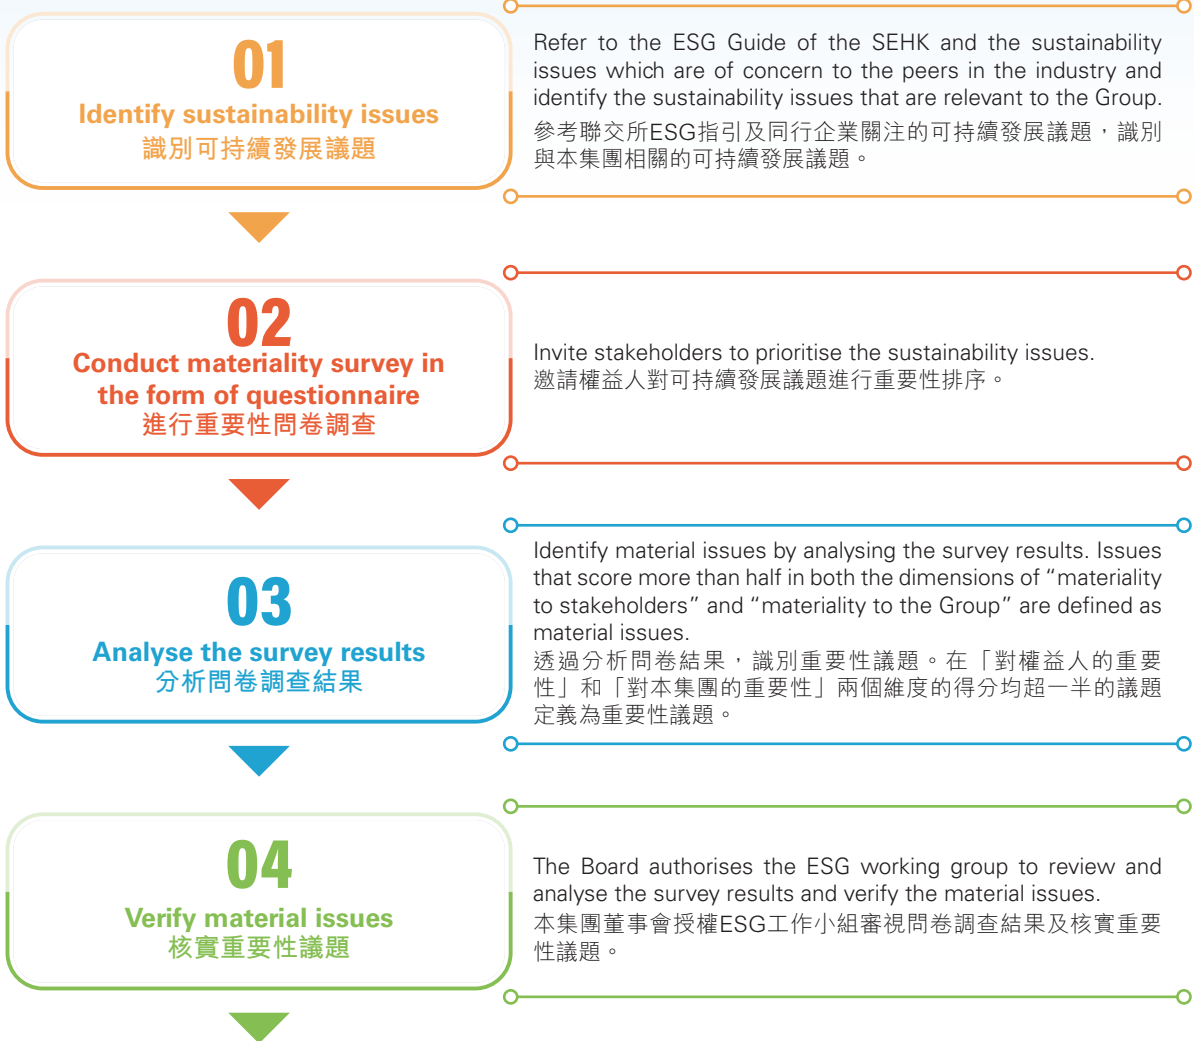 01
Identify sustainability issues
識別可持續發展議題
Refer to the ESG Guide of the SEHK and the sustainability
issues which are of concern to the peers in the industry and
identify the sustainability issues that are relevant to the Group.
參考聯交所ESG指引及同行企業關注的可持續發展議題，識別
與本集團相關的可持續發展議題。
02
Conduct materiality survey in
the form of questionnaire
進行重要性問卷調查
Invite stakeholders to prioritise the sustainability issues.
邀請權益人對可持續發展議題進行重要性排序。
03
Analyse the survey results
分析問卷調查結果
Identify material issues by analysing the survey results. Issues
that score more than half in both the dimensions of “materiality
to stakeholders” and “materiality to the Group” are defined as
material issues.
透過分析問卷結果，識別重要性議題。在「對權益人的重要
性」和「對本集團的重要性」兩個維度的得分均超一半的議題
定義為重要性議題。
04
Verify material issues
核實重要性議題
The Board authorises the ESG working group to review and
analyse the survey results and verify the material issues.
本集團董事會授權ESG工作小組審視問卷調查結果及核實重要
性議題。